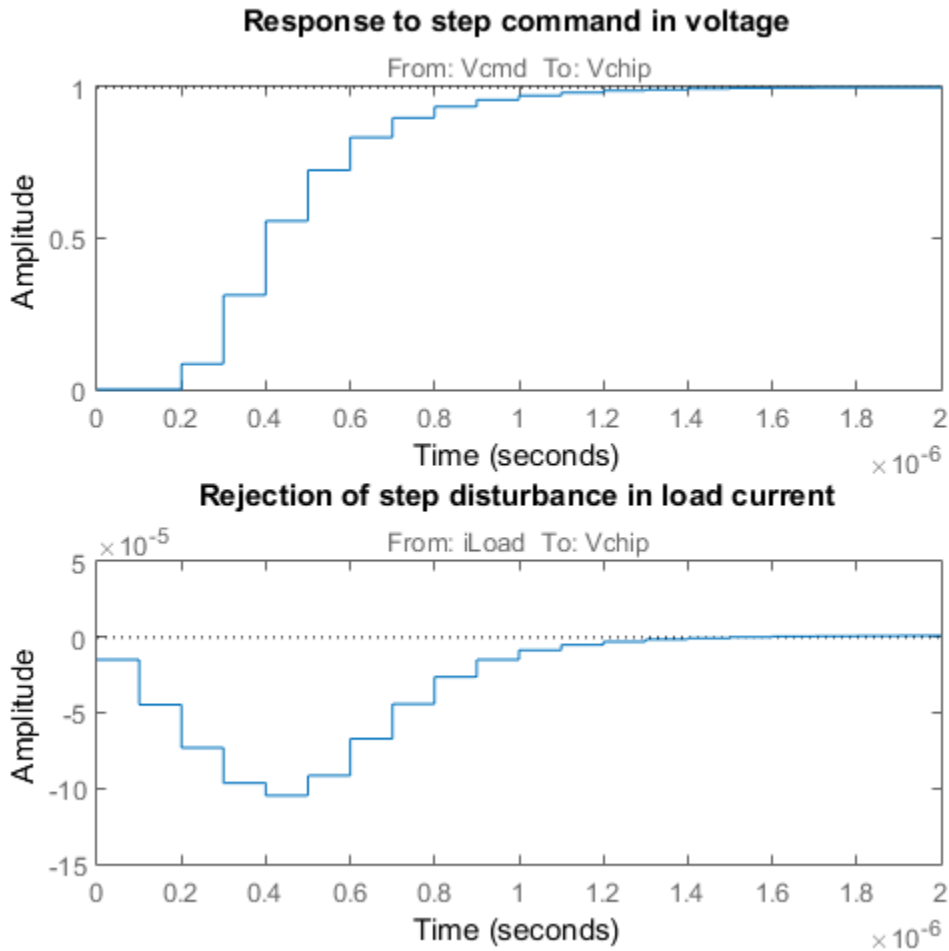 Response to step command in voltage
From: Vcmd To: Vchip
1
0.5
0
Amplitude
0 0.2 0.4 0.6 0.8 1 1.2 1.4 1.6 1.8 2
Time (seconds)
× 10-6
Rejection of step disturbance in load current
× 10-5
From: iLoad To: Vchip
5
0
-5
-10
-15
Amplitude
0 0.2 0.4 0.6 0.8 1 1.2 1.4 1.6 1.8 2
Time (seconds)
× 10-6